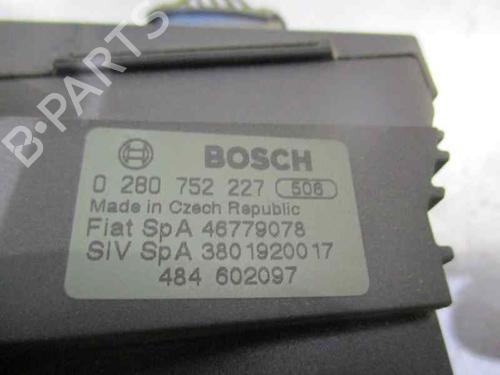 B-PARTS
BOSCH
0 280 752 227 506
Made in Czech Republic
Fiat SpA 46779078
SIV SpA 3801920017
484 602097